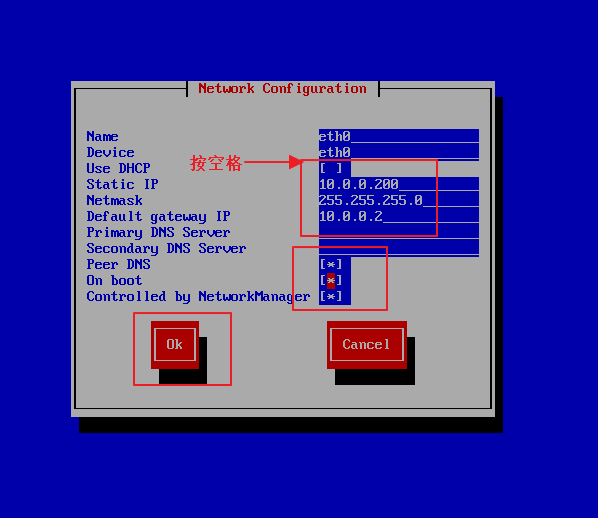 Network Configuration
Name eth0
Device eth0
按空格
Use DHCP [ ]
Static IP 10.0.0.200
Netmask 255.255.255.0
Default gateway IP 10.0.0.2
Primary DNS Server
Secondary DNS Server
Peer DNS [*]
On boot [*]
Controlled by NetworkManager [*]
Ok Cancel